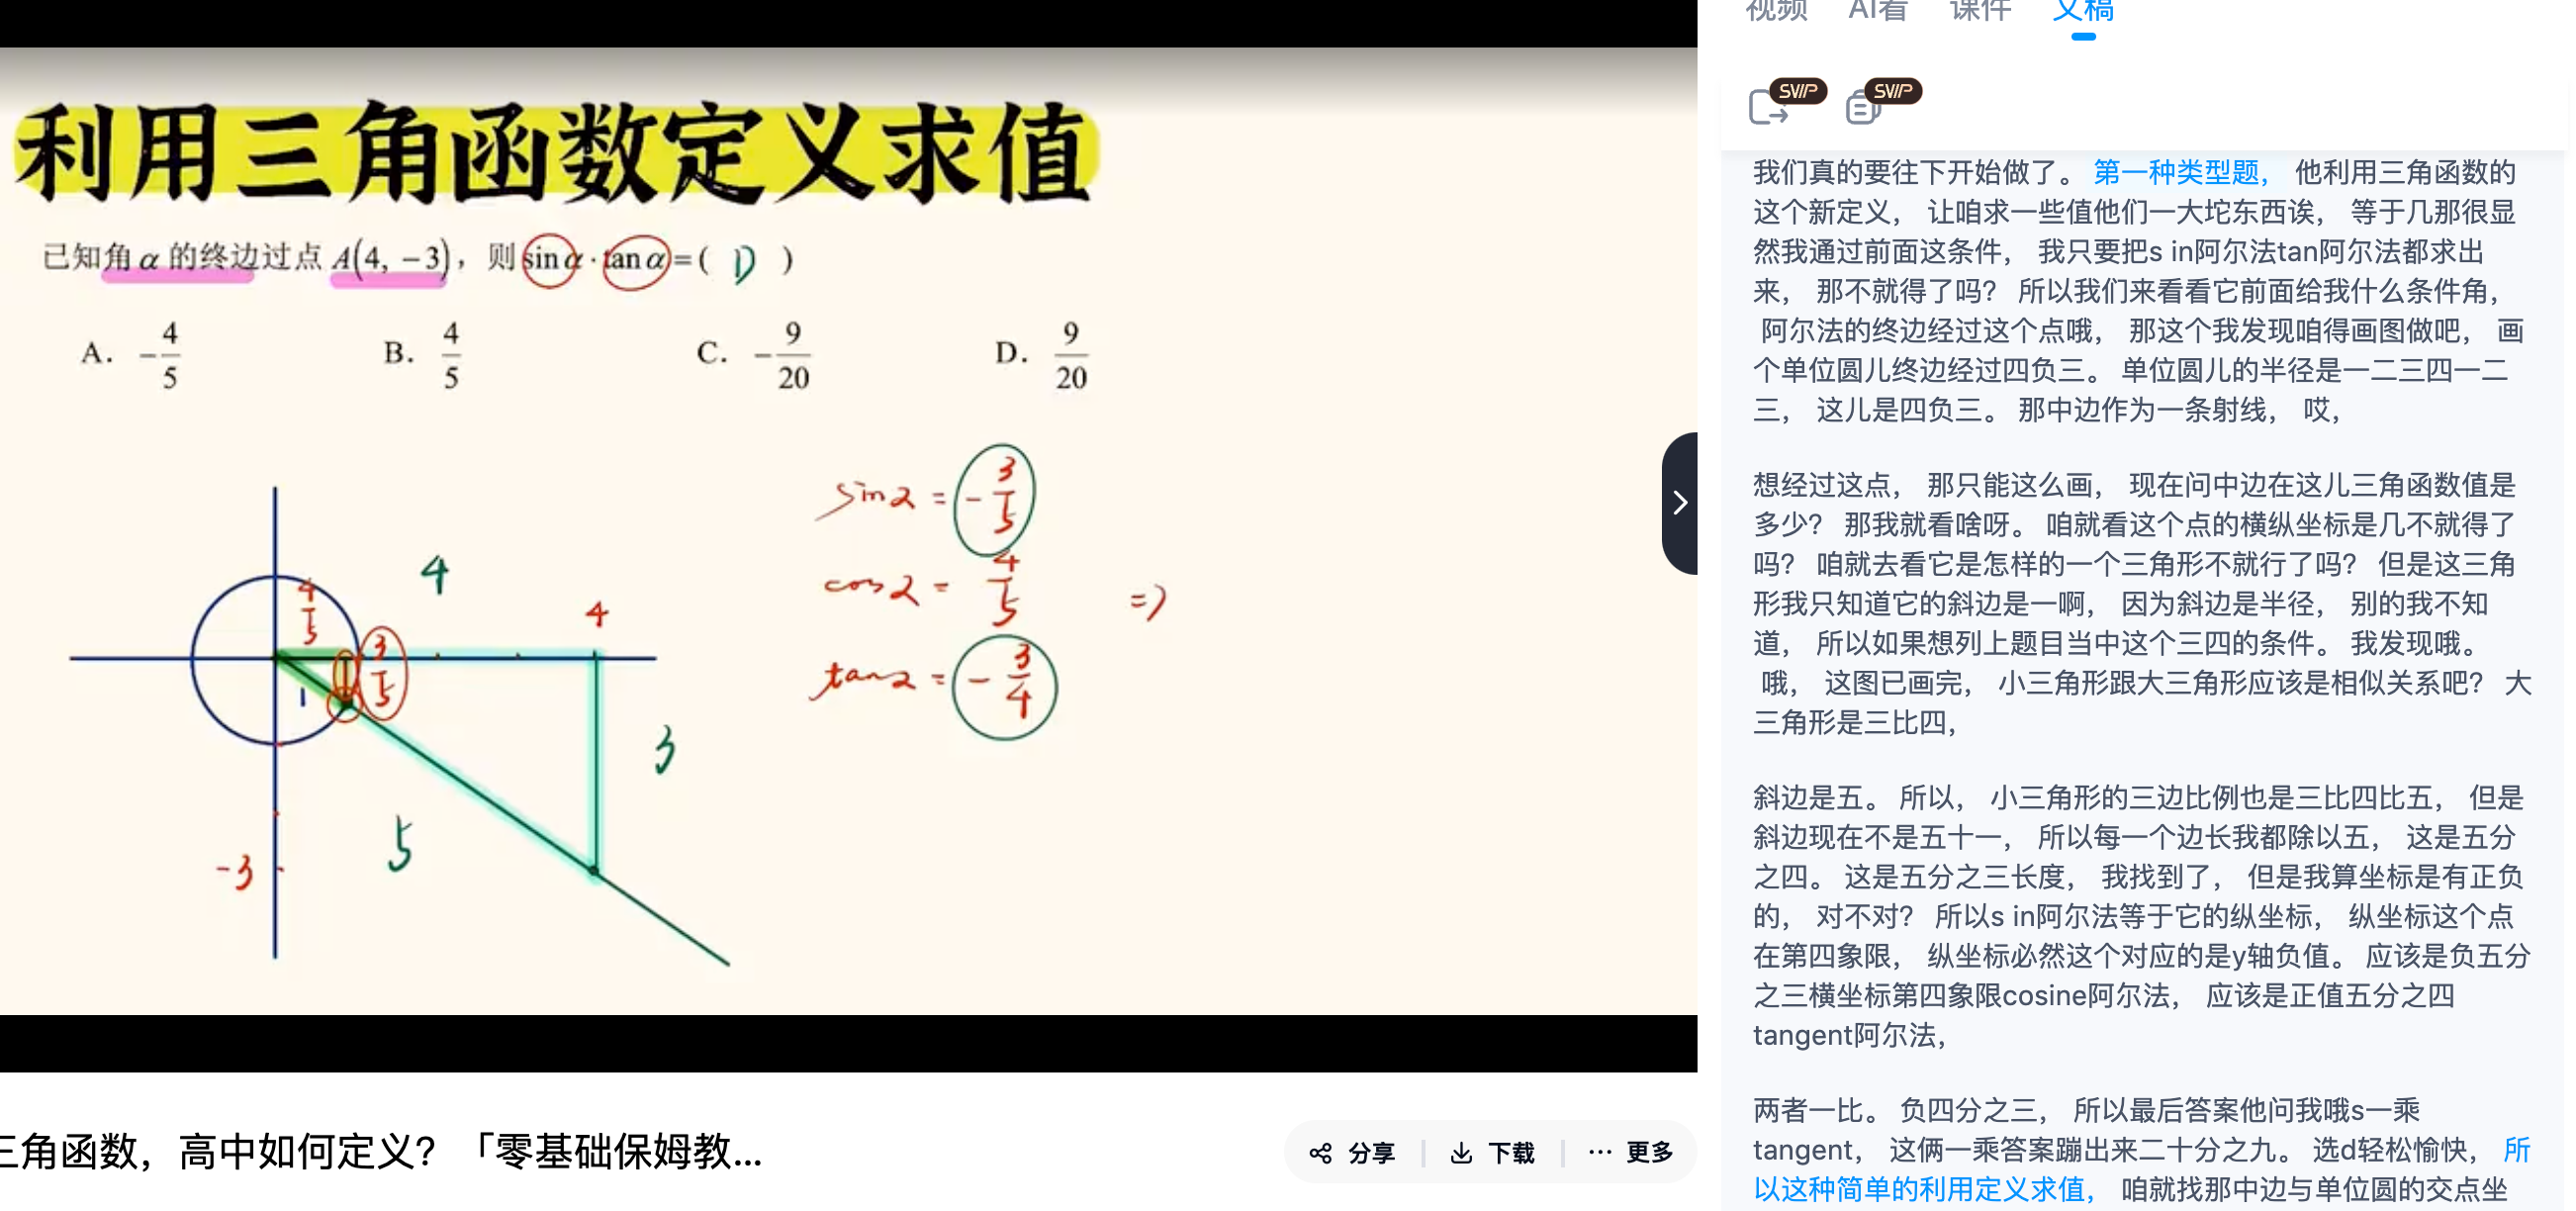 利用三角函数定义求值
已知角 α 的终边过点 A(4, －3)，则 sin α · tan α = ( D )
A. －4/5 B. 4/5 C. －9/20 D. 9/20
sinα = －3/5
cosα = 4/5 =>
tanα = －3/4
4
4/5
4
3/5
1
3
5
-3
三角函数，高中如何定义？「零基础保姆教...
分享 下载 ··· 更多
视频 AI看 课件 文稿
SVIP SVIP
我们真的要往下开始做了。 第一种类型题， 他利用三角函数的
这个新定义， 让咱求一些值他们一大坨东西诶， 等于几那很显
然我通过前面这条件， 我只要把s in阿尔法tan阿尔法都求出
来， 那不就得了吗？ 所以我们来看看它前面给我什么条件角，
阿尔法的终边经过这个点哦， 那这个我发现咱得画图做吧， 画
个单位圆儿终边经过四负三。 单位圆儿的半径是一二三四一二
三， 这儿是四负三。 那中边作为一条射线， 哎，
想经过这点， 那只能这么画， 现在问中边在这儿三角函数值是
多少？ 那我就看啥呀。 咱就看这个点的横纵坐标是几不就得了
吗？ 咱就去看它是怎样的一个三角形不就行了吗？ 但是这三角
形我只知道它的斜边是一啊， 因为斜边是半径， 别的我不知
道， 所以如果想列上题目当中这个三四的条件。 我发现哦。
哦， 这图已画完， 小三角形跟大三角形应该是相似关系吧？ 大
三角形是三比四，
斜边是五。 所以， 小三角形的三边比例也是三比四比五， 但是
斜边现在不是五十一， 所以每一个边长我都除以五， 这是五分
之四。 这是五分之三长度， 我找到了， 但是我算坐标是有正负
的， 对不对？ 所以s in阿尔法等于它的纵坐标， 纵坐标这个点
在第四象限， 纵坐标必然这个对应的是y轴负值。 应该是负五分
之三横坐标第四象限cosine阿尔法， 应该是正值五分之四
tangent阿尔法，
两者一比。 负四分之三， 所以最后答案他问我哦s一乘
tangent， 这俩一乘答案蹦出来二十分之九。 选d轻松愉快， 所
以这种简单的利用定义求值， 咱就找那中边与单位圆的交点坐